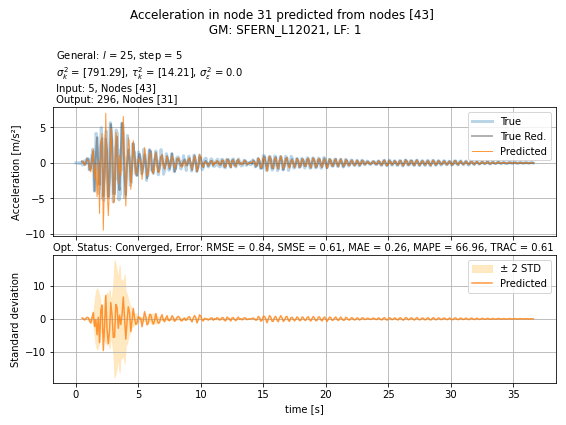 Acceleration in node 31 predicted from nodes [43]
GM: SFERN_L12021, LF: 1
General: l = 25, step = 5
σ_k² = [791.29], τ_k² = [14.21], σ_ε² = 0.0
Input: 5, Nodes [43]
Output: 296, Nodes [31]
Acceleration [m/s²]
5
0
−5
−10
True
True Red.
Predicted
Opt. Status: Converged, Error: RMSE = 0.84, SMSE = 0.61, MAE = 0.26, MAPE = 66.96, TRAC = 0.61
Standard deviation
10
0
−10
± 2 STD
Predicted
0 5 10 15 20 25 30 35
time [s]